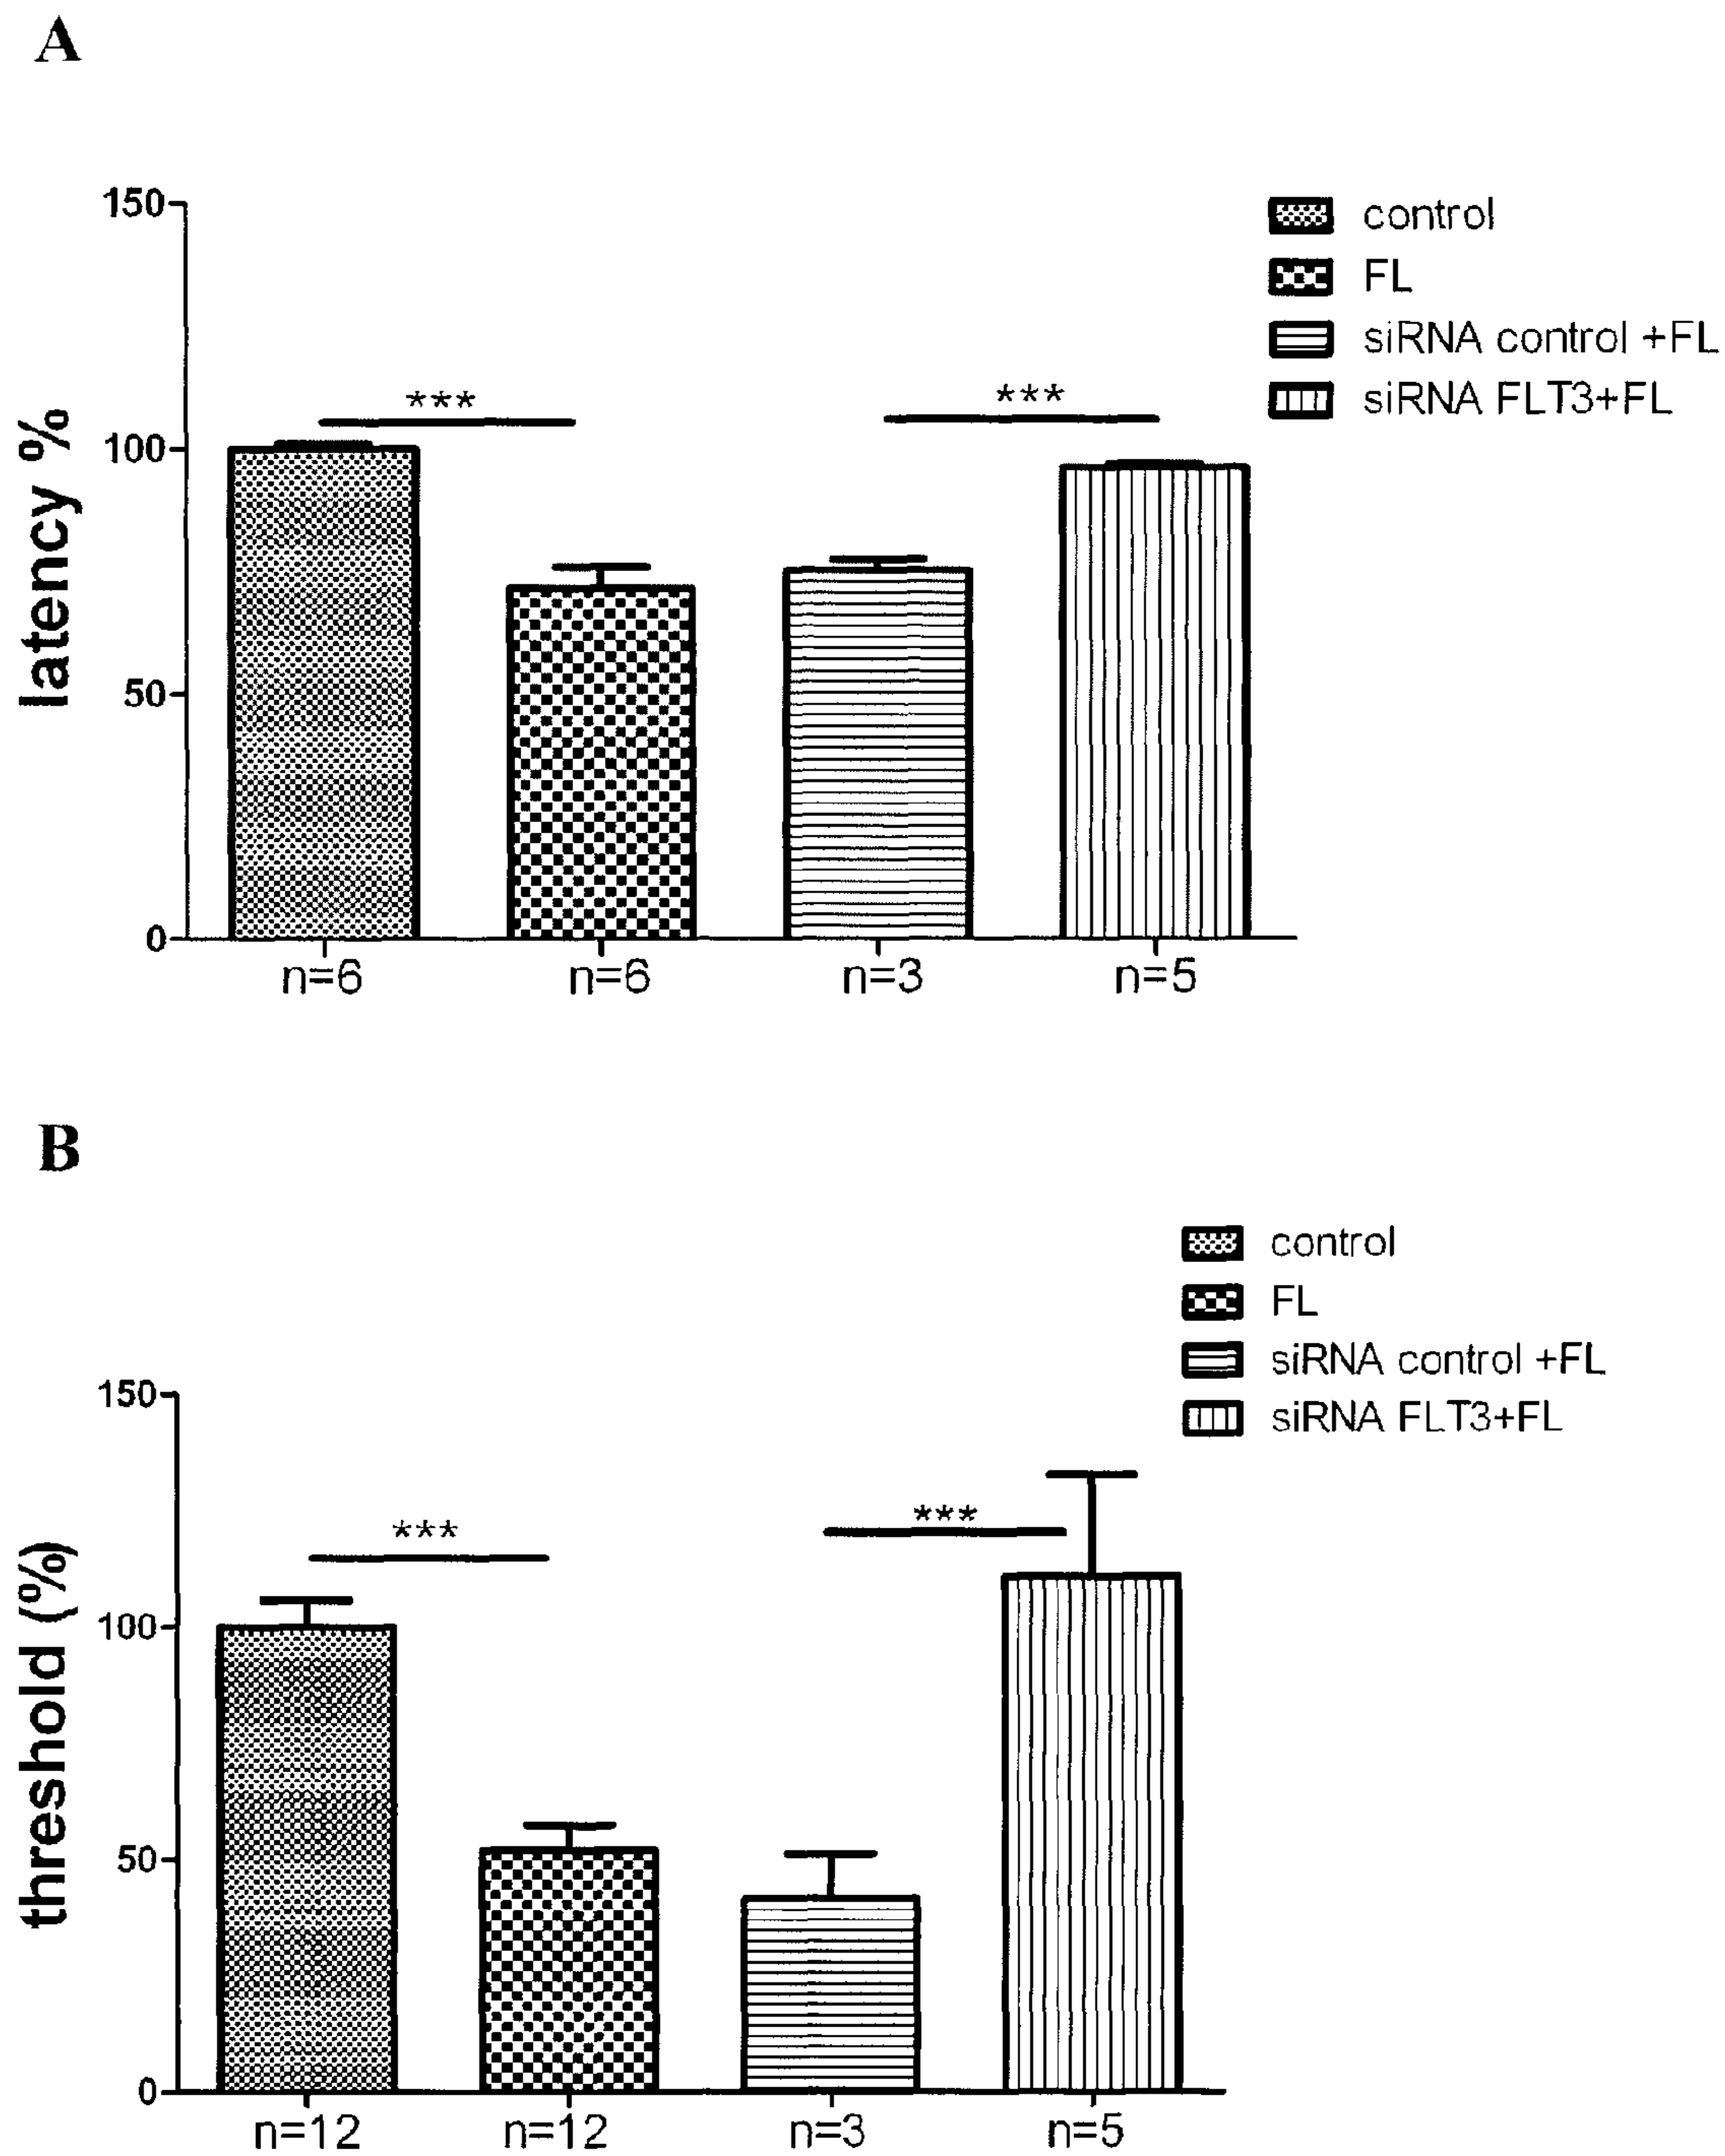 A
150
100
50
0
latency %
***
***
control
FL
siRNA control +FL
siRNA FLT3+FL
n=6
n=6
n=3
n=5
B
control
FL
siRNA control +FL
siRNA FLT3+FL
150
100
50
0
threshold (%)
***
***
n=12
n=12
n=3
n=5